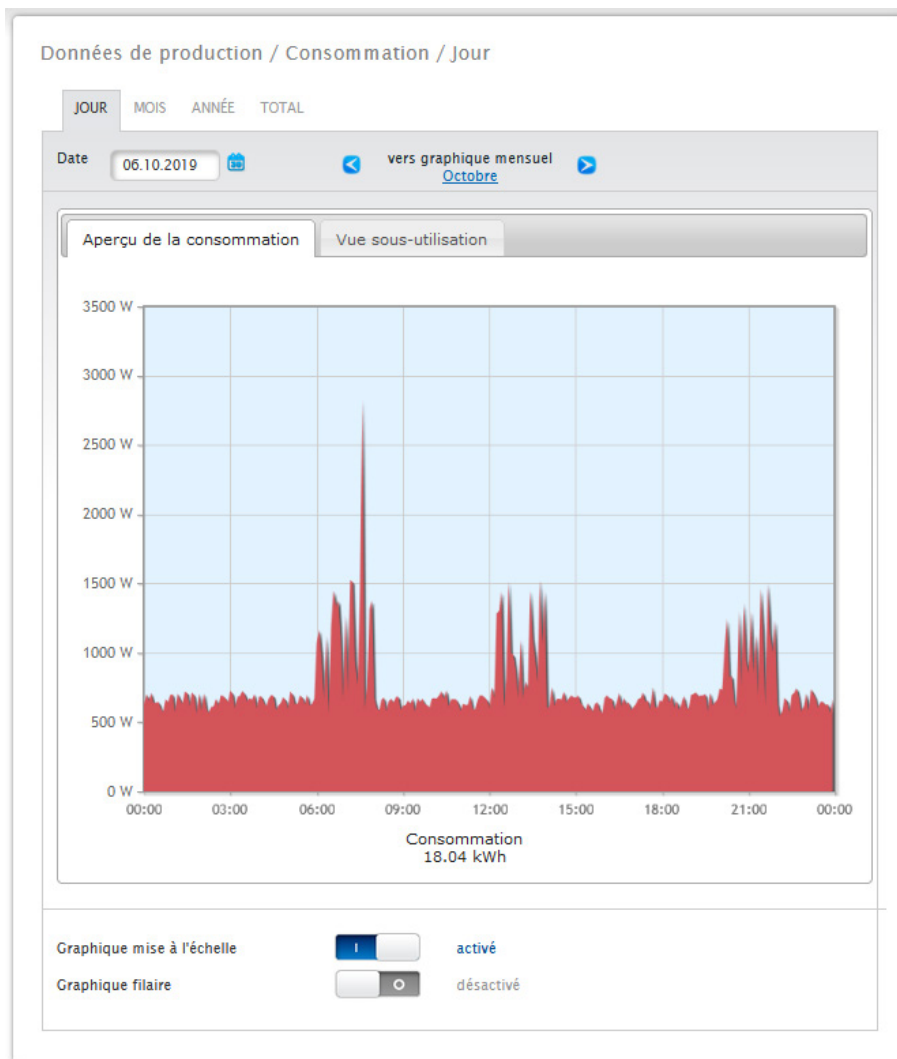 Données de production / Consommation / Jour
JOUR MOIS ANNÉE TOTAL
Date 06.10.2019 vers graphique mensuel
Octobre
Aperçu de la consommation Vue sous-utilisation
3500 W
3000 W
2500 W
2000 W
1500 W
1000 W
500 W
0 W
00:00 03:00 06:00 09:00 12:00 15:00 18:00 21:00 00:00
Consommation
18.04 kWh
Graphique mise à l'échelle I activé
Graphique filaire O désactivé